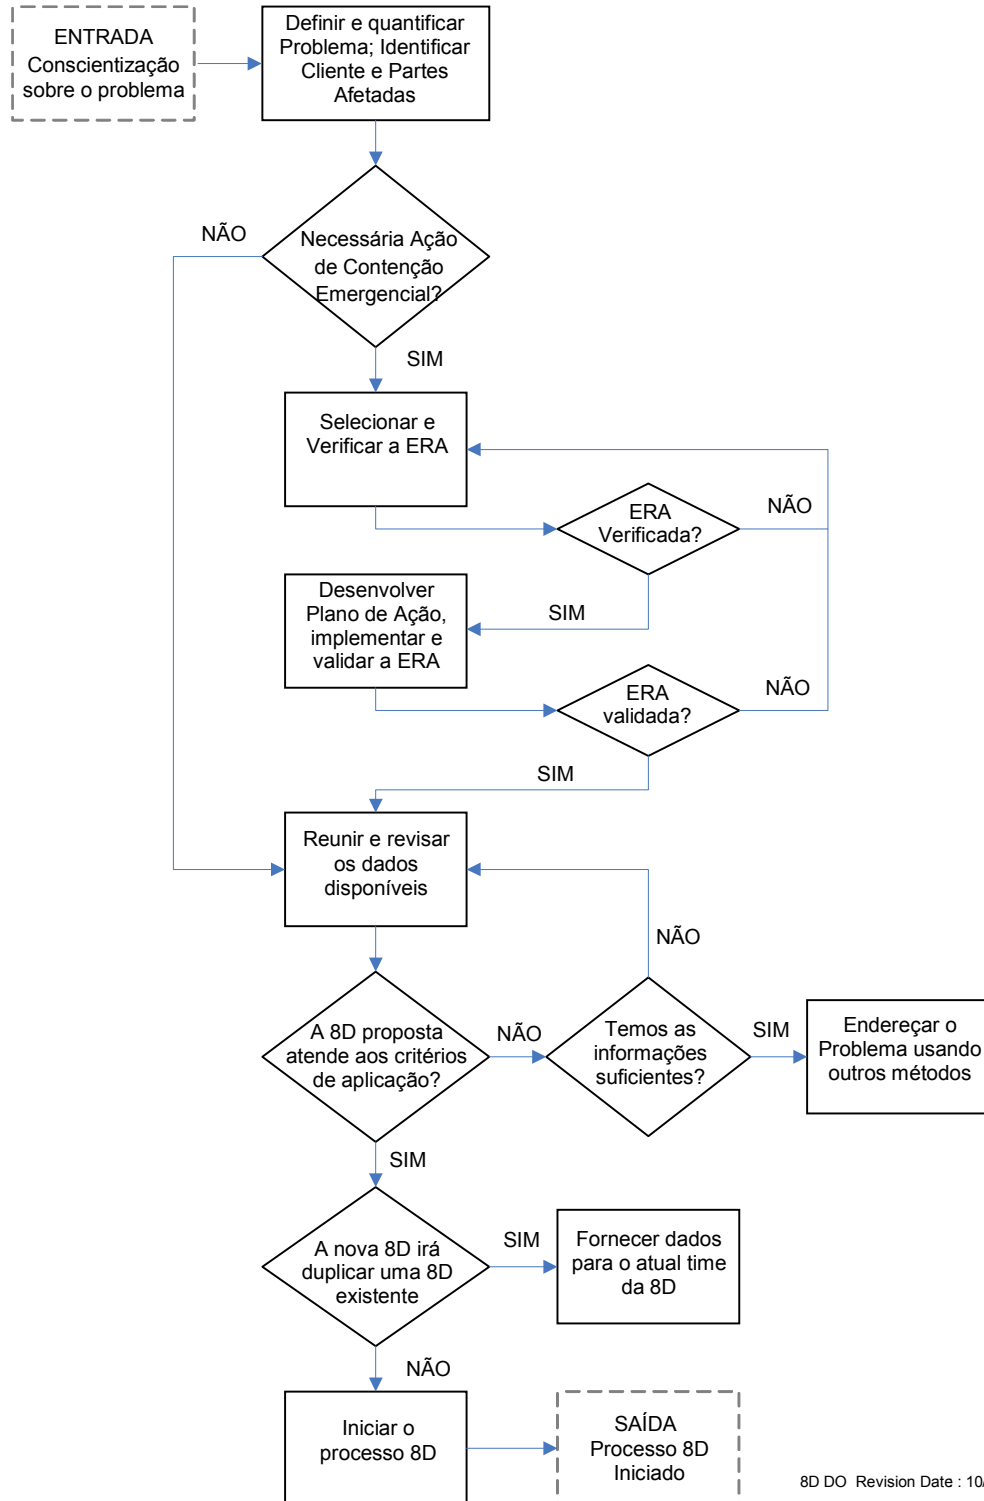 ENTRADA
Conscientização
sobre o problema
Definir e quantificar
Problema; Identificar
Cliente e Partes
Afetadas
NÃO
Necessária Ação
de Contenção
Emergencial?
SIM
Selecionar e
Verificar a ERA
ERA
Verificada?
NÃO
Desenvolver
Plano de Ação,
implementar e
validar a ERA
SIM
ERA
validada?
NÃO
SIM
Reunir e revisar
os dados
disponíveis
NÃO
A 8D proposta
atende aos critérios
de aplicação?
NÃO
Temos as
informações
suficientes?
SIM
Endereçar o
Problema usando
outros métodos
SIM
A nova 8D irá
duplicar uma 8D
existente
SIM
Fornecer dados
para o atual time
da 8D
NÃO
Iniciar o
processo 8D
SAÍDA
Processo 8D
Iniciado
8D DO Revision Date : 10/